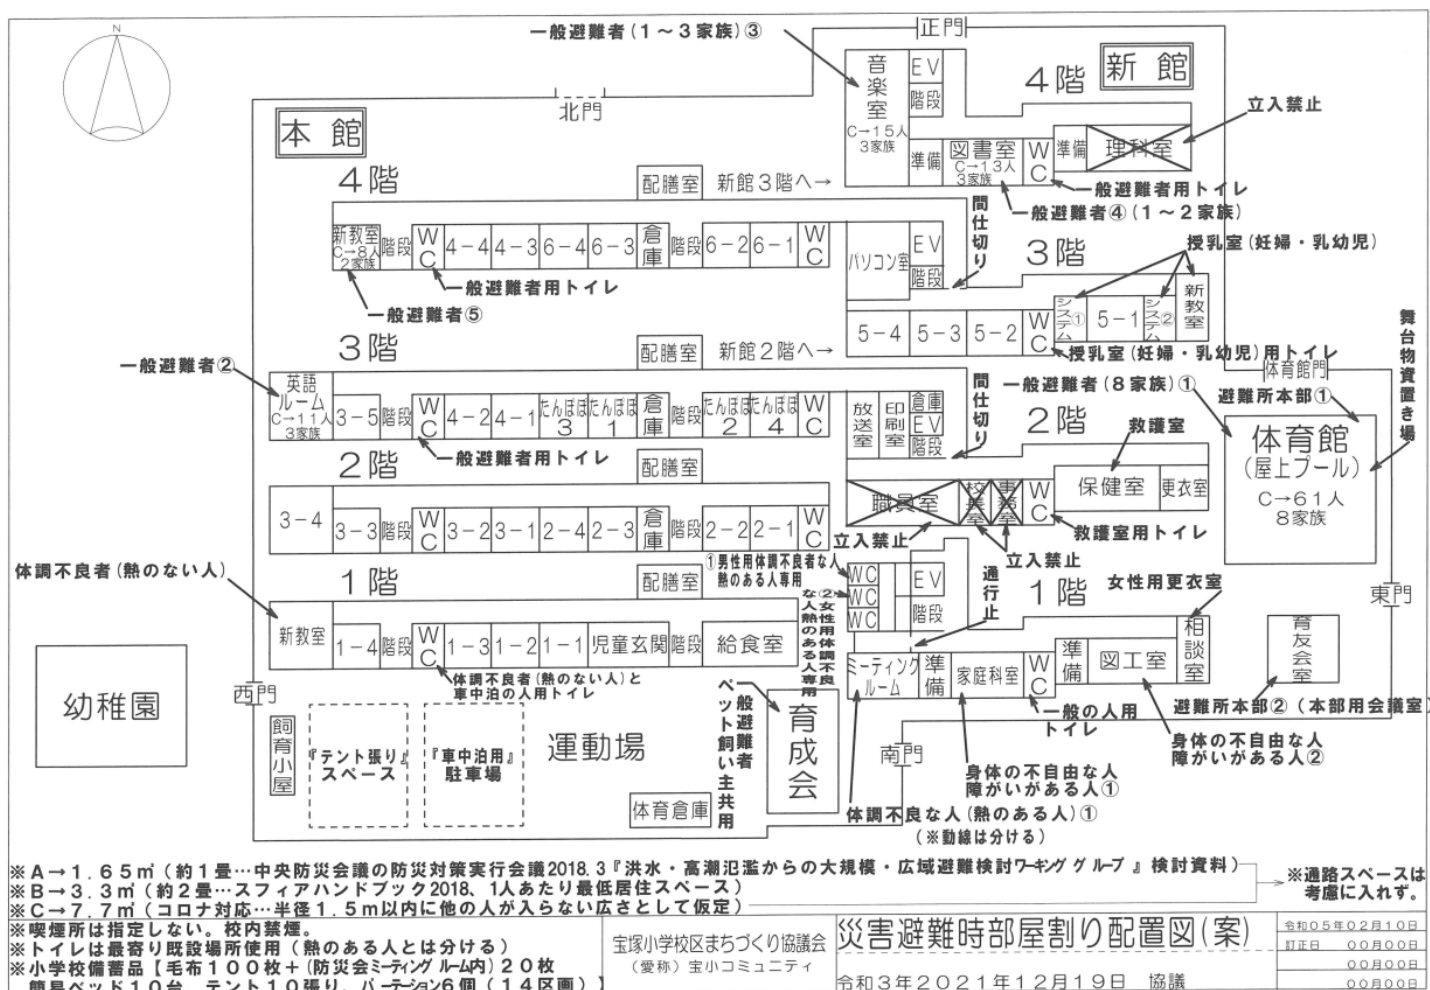 N
一般避難者(1～3家族)③
正門
音楽室
C→15人
3家族
EV
階段
4階
新館
立入禁止
北門
本館
準備
図書室
C→13人
3家族
WC
準備
理科室
4階
配膳室
新館3階へ→
一般避難者用トイレ
一般避難者④(1～2家族)
間仕切り
新教室
C→8人
2家族
階段
WC
4-4
4-3
6-4
6-3
倉庫
階段
6-2
6-1
WC
パソコン室
EV
階段
3階
授乳室(妊婦・乳幼児)
一般避難者用トイレ
一般避難者⑤
5-4
5-3
5-2
WC
システム①
5-1
システム②
新教室
舞台物資置き場
3階
配膳室
新館2階へ→
授乳室(妊婦・乳幼児)用トイレ
一般避難者②
体育館門
一般避難者(8家族)①
避難所本部①
英語ルーム
C→11人
3家族
3-5
階段
WC
4-2
4-1
たんぽぽ3
たんぽぽ1
倉庫
階段
たんぽぽ2
たんぽぽ4
WC
放送室
印刷室
倉庫
EV
階段
間仕切り
2階
救護室
体育館
(屋上プール)
C→61人
8家族
一般避難者用トイレ
2階
配膳室
職員室
校長室
事務室
WC
保健室
更衣室
3-4
3-3
階段
WC
3-2
3-1
2-4
2-3
倉庫
階段
2-2
2-1
WC
立入禁止
立入禁止
救護室用トイレ
体調不良者(熱のない人)
1階
配膳室
①男性用体調不良者な人
熱のある人専用
②女性用体調不良
な人熱のある人専用
WC
WC
WC
EV
階段
通行止
1階
女性用更衣室
東門
新教室
1-4
階段
WC
1-3
1-2
1-1
児童玄関
階段
給食室
ミーティングルーム
準備
家庭科室
WC
準備
図工室
相談室
育友会室
体調不良者(熱のない人)と
車中泊の人用トイレ
西門
幼稚園
飼育小屋
『テント張り』
スペース
『車中泊用』
駐車場
運動場
体育倉庫
一般避難者
ペット飼い主共用
育成会
南門
一般の人用
トイレ
避難所本部②(本部用会議室)
身体の不自由な人
障がいがある人②
身体の不自由な人
障がいがある人①
体調不良な人(熱のある人)①
(※動線は分ける)
※A→1.65㎡(約1畳…中央防災会議の防災対策実行会議2018.3『洪水・高潮氾濫からの大規模・広域避難検討ワーキンググループ』検討資料)
※B→3.3㎡(約2畳…スフィアハンドブック2018、1人あたり最低居住スペース)
※C→7.7㎡(コロナ対応…半径1.5m以内に他の人が入らない広さとして仮定)
※通路スペースは
考慮に入れず。
※喫煙所は指定しない。校内禁煙。
※トイレは最寄り既設場所使用(熱のある人とは分ける)
※小学校備蓄品【毛布100枚+(防災会ミーティングルーム内)20枚
簡易ベッド10台、テント10張り、パーテーション6個(14区画)】
宝塚小学校区まちづくり協議会
(愛称)宝小コミュニティ
災害避難時部屋割り配置図(案)
令和3年2021年12月19日 協議
令和05年02月10日
訂正日 00月00日
00月00日
00月00日